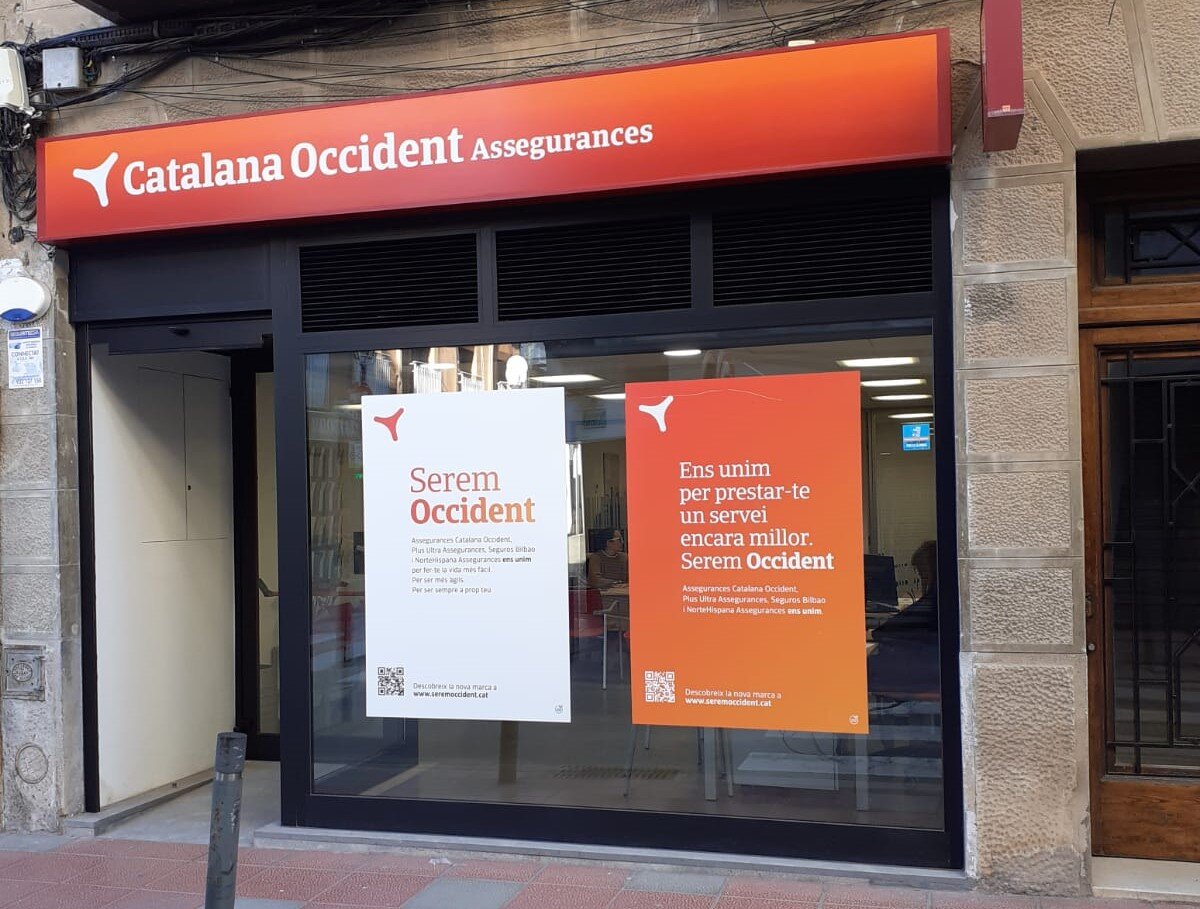 Catalana Occident Assegurances
CONNECTAT
Serem
Occident
Assegurances Catalana Occident,
Plus Ultra Assegurances, Seguros Bilbao
i NorteHispana Assegurances ens unim
per fer-te la vida més fàcil.
Per ser més àgils.
Per ser sempre a prop teu.
Descobreix la nova marca a
www.seremoccident.cat
Ens unim
per prestar-te
un servei
encara millor.
Serem Occident
Assegurances Catalana Occident,
Plus Ultra Assegurances, Seguros Bilbao
i NorteHispana Assegurances ens unim.
Descobreix la nova marca a
www.seremoccident.cat